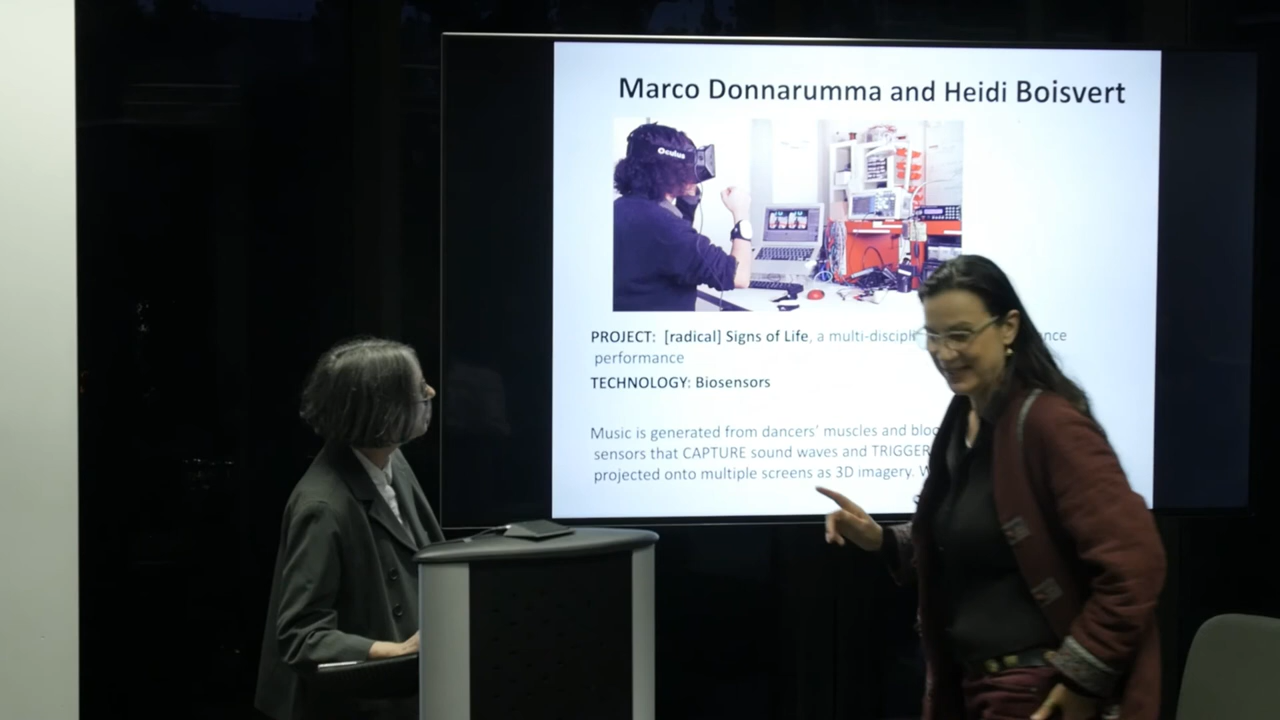 Marco Donnarumma and Heidi Boisvert
Oculus
PROJECT: [radical] Signs of Life, a multi-discipl
performance
TECHNOLOGY: Biosensors
Music is generated from dancers' muscles and
sensors that CAPTURE sound waves and TRIGGER
projected onto multiple screens as 3D imagery.